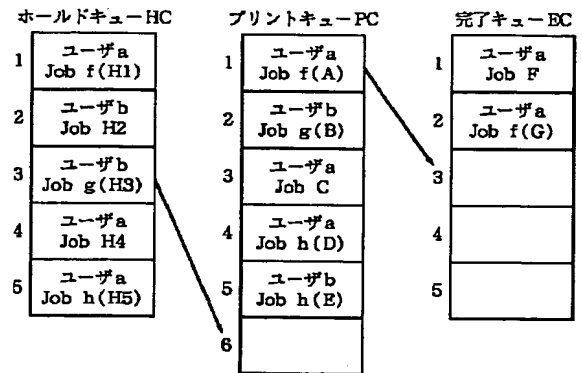 ホールドキューHC
1
ユーザa
Job f(H1)
2
ユーザb
Job H2
3
ユーザb
Job g(H3)
4
ユーザa
Job H4
5
ユーザa
Job h(H5)
プリントキューPC
1
ユーザa
Job f(A)
2
ユーザb
Job g(B)
3
ユーザa
Job C
4
ユーザa
Job h(D)
5
ユーザb
Job h(E)
6
完了キューEC
1
ユーザa
Job F
2
ユーザa
Job f(G)
3
4
5